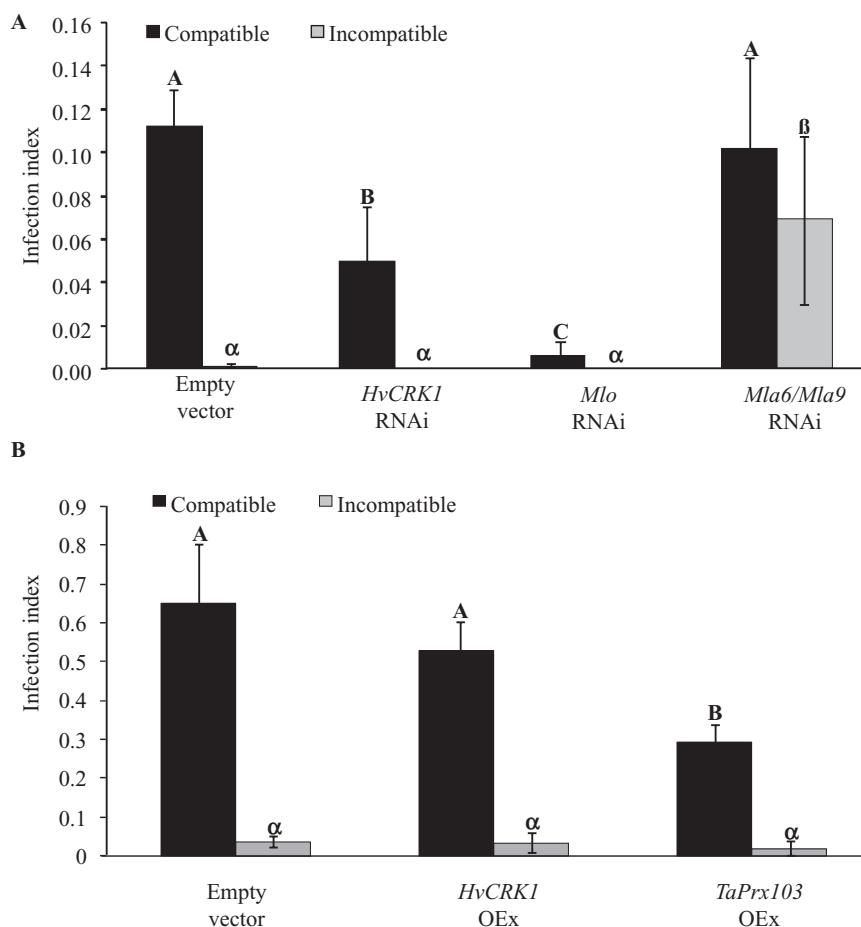 A
0.16
Compatible
Incompatible
A
A
0.14
0.12
ß
0.10
B
0.08
0.06
0.04
C
0.02
α
α
α
0.00
Infection index
Empty
vector
HvCRK1
RNAi
Mlo
RNAi
Mla6/Mla9
RNAi
B
0.9
Compatible
Incompatible
A
0.8
0.7
A
0.6
0.5
0.4
B
0.3
0.2
0.1
α
α
α
0
Infection index
Empty
vector
HvCRK1
OEx
TaPrx103
OEx